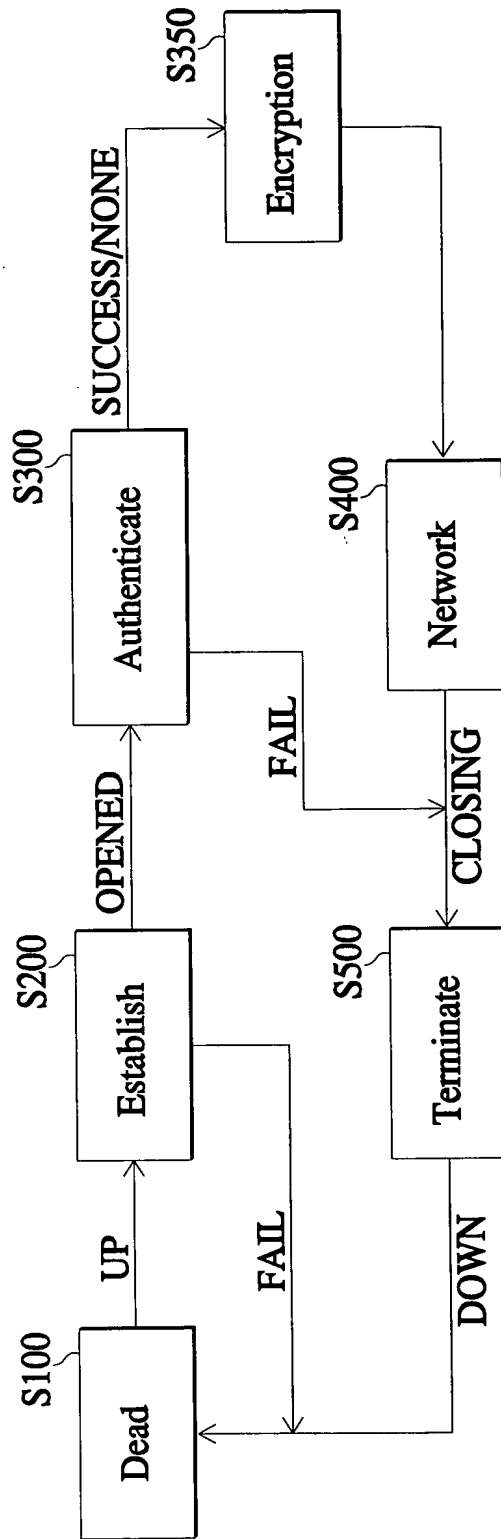 S100
Dead
UP
S200
Establish
OPENED
S300
Authenticate
SUCCESS/NONE
S350
Encryption
FAIL
FAIL
DOWN
S500
Terminate
CLOSING
S400
Network